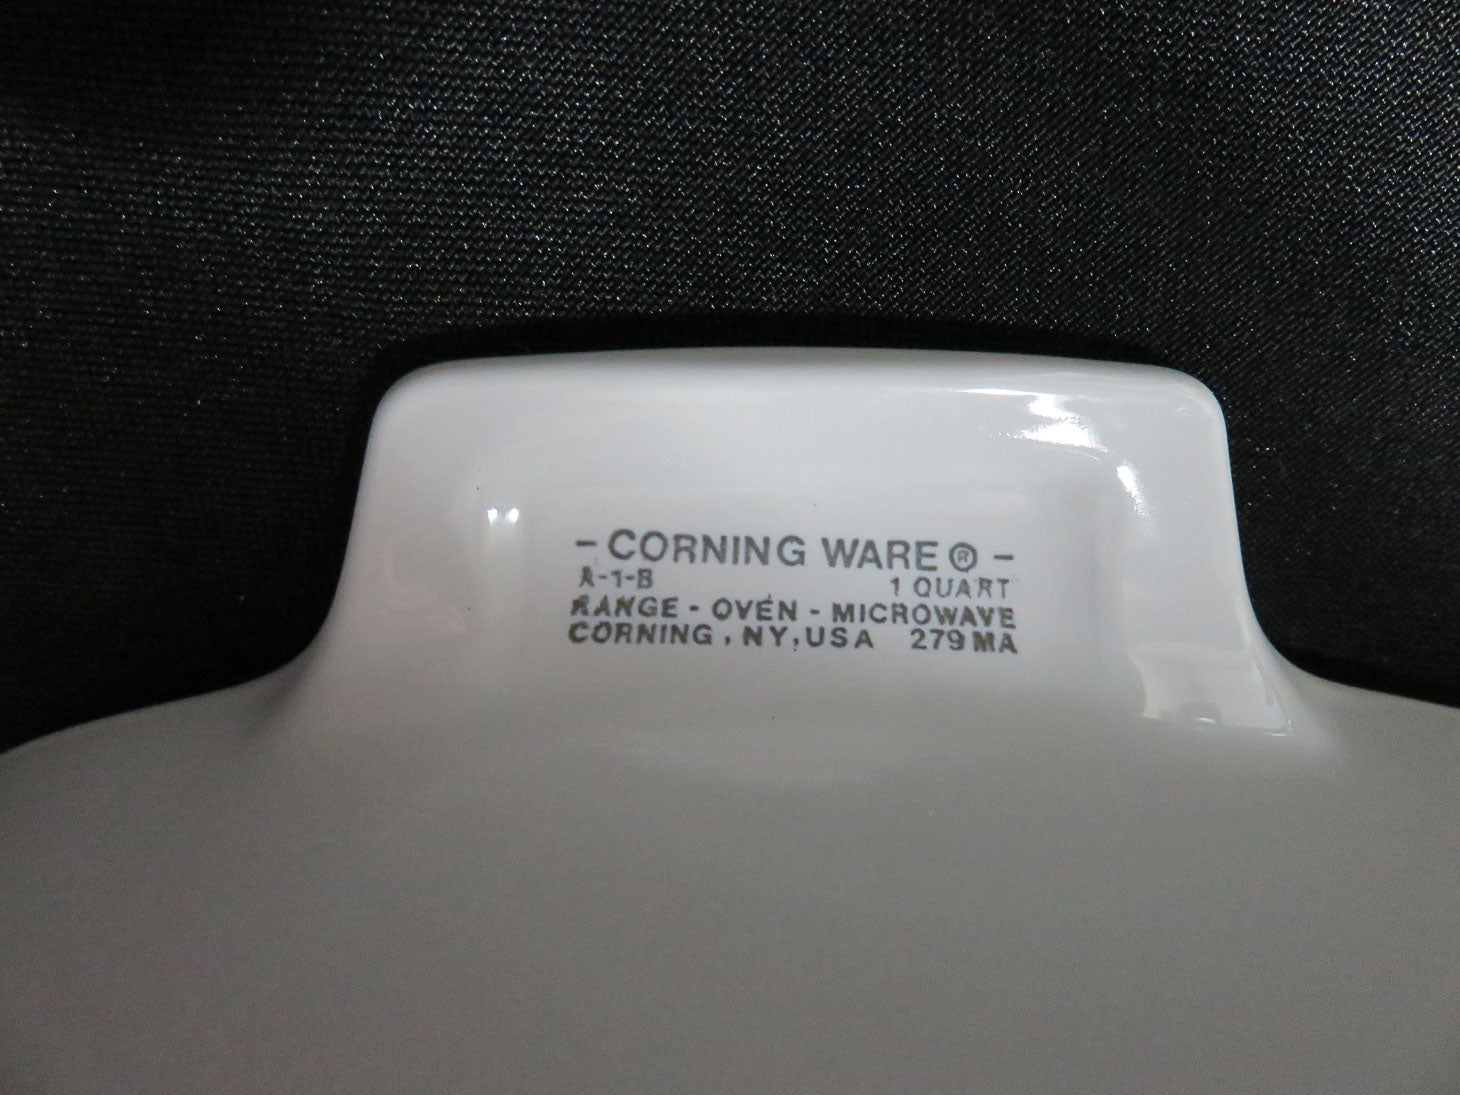 - CORNING WARE ® -
A-1-B 1 QUART
RANGE - OVEN - MICROWAVE
CORNING, NY, USA 279 MA